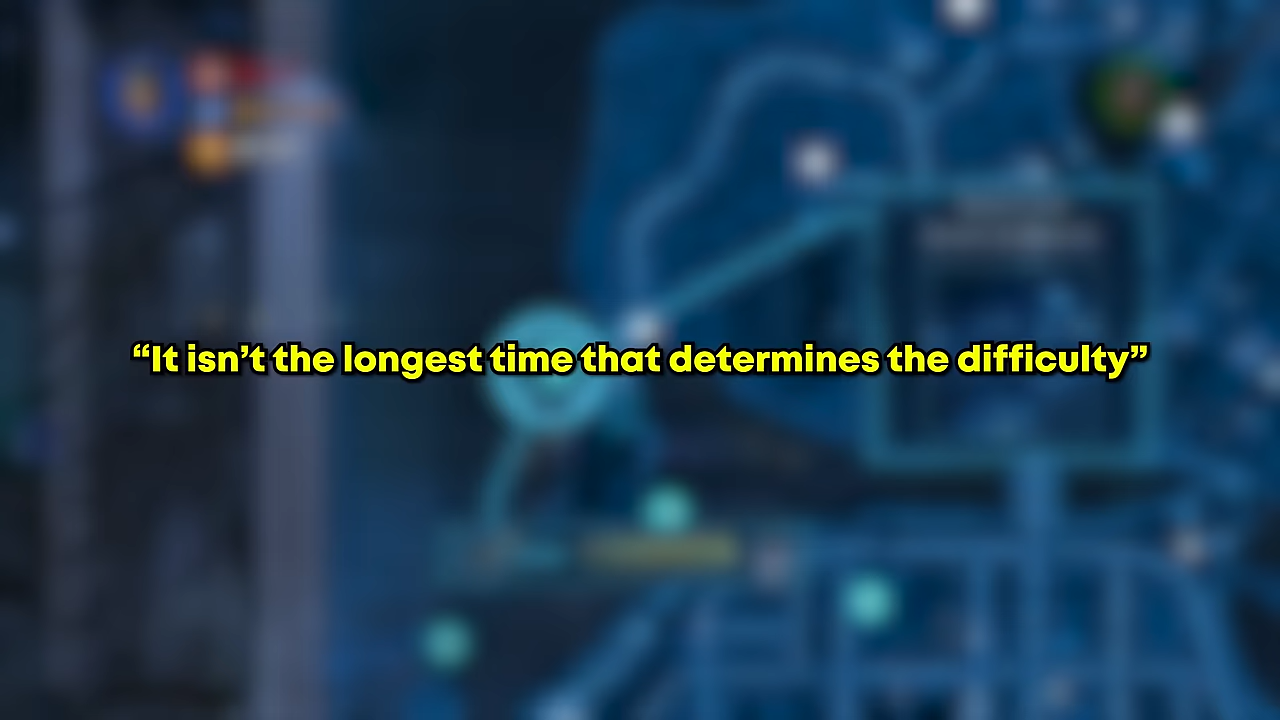 “It isn’t the longest time that determines the difficulty”